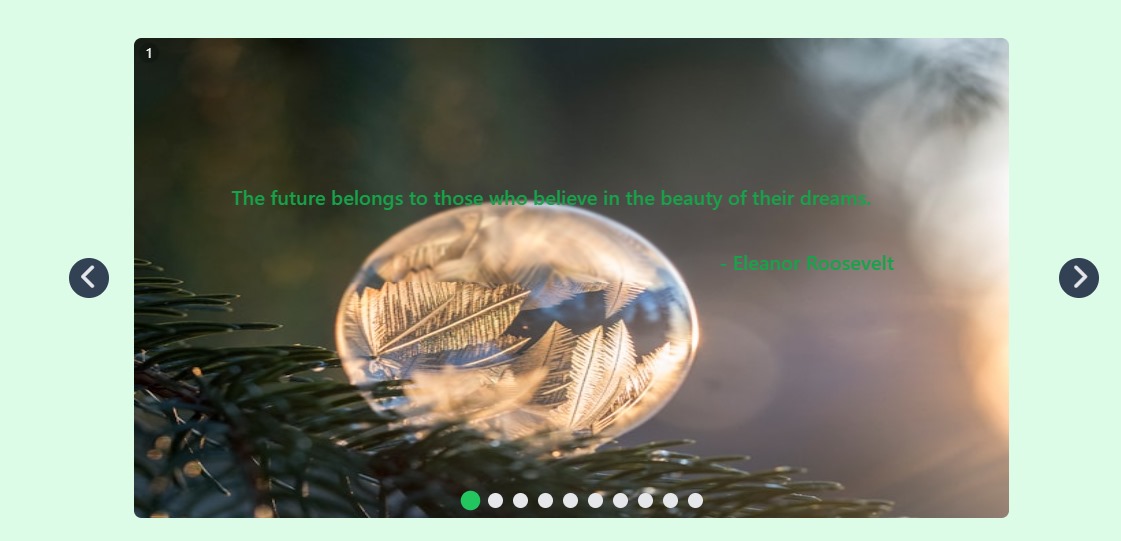 1
The future belongs to those who believe in the beauty of their dreams.
- Eleanor Roosevelt